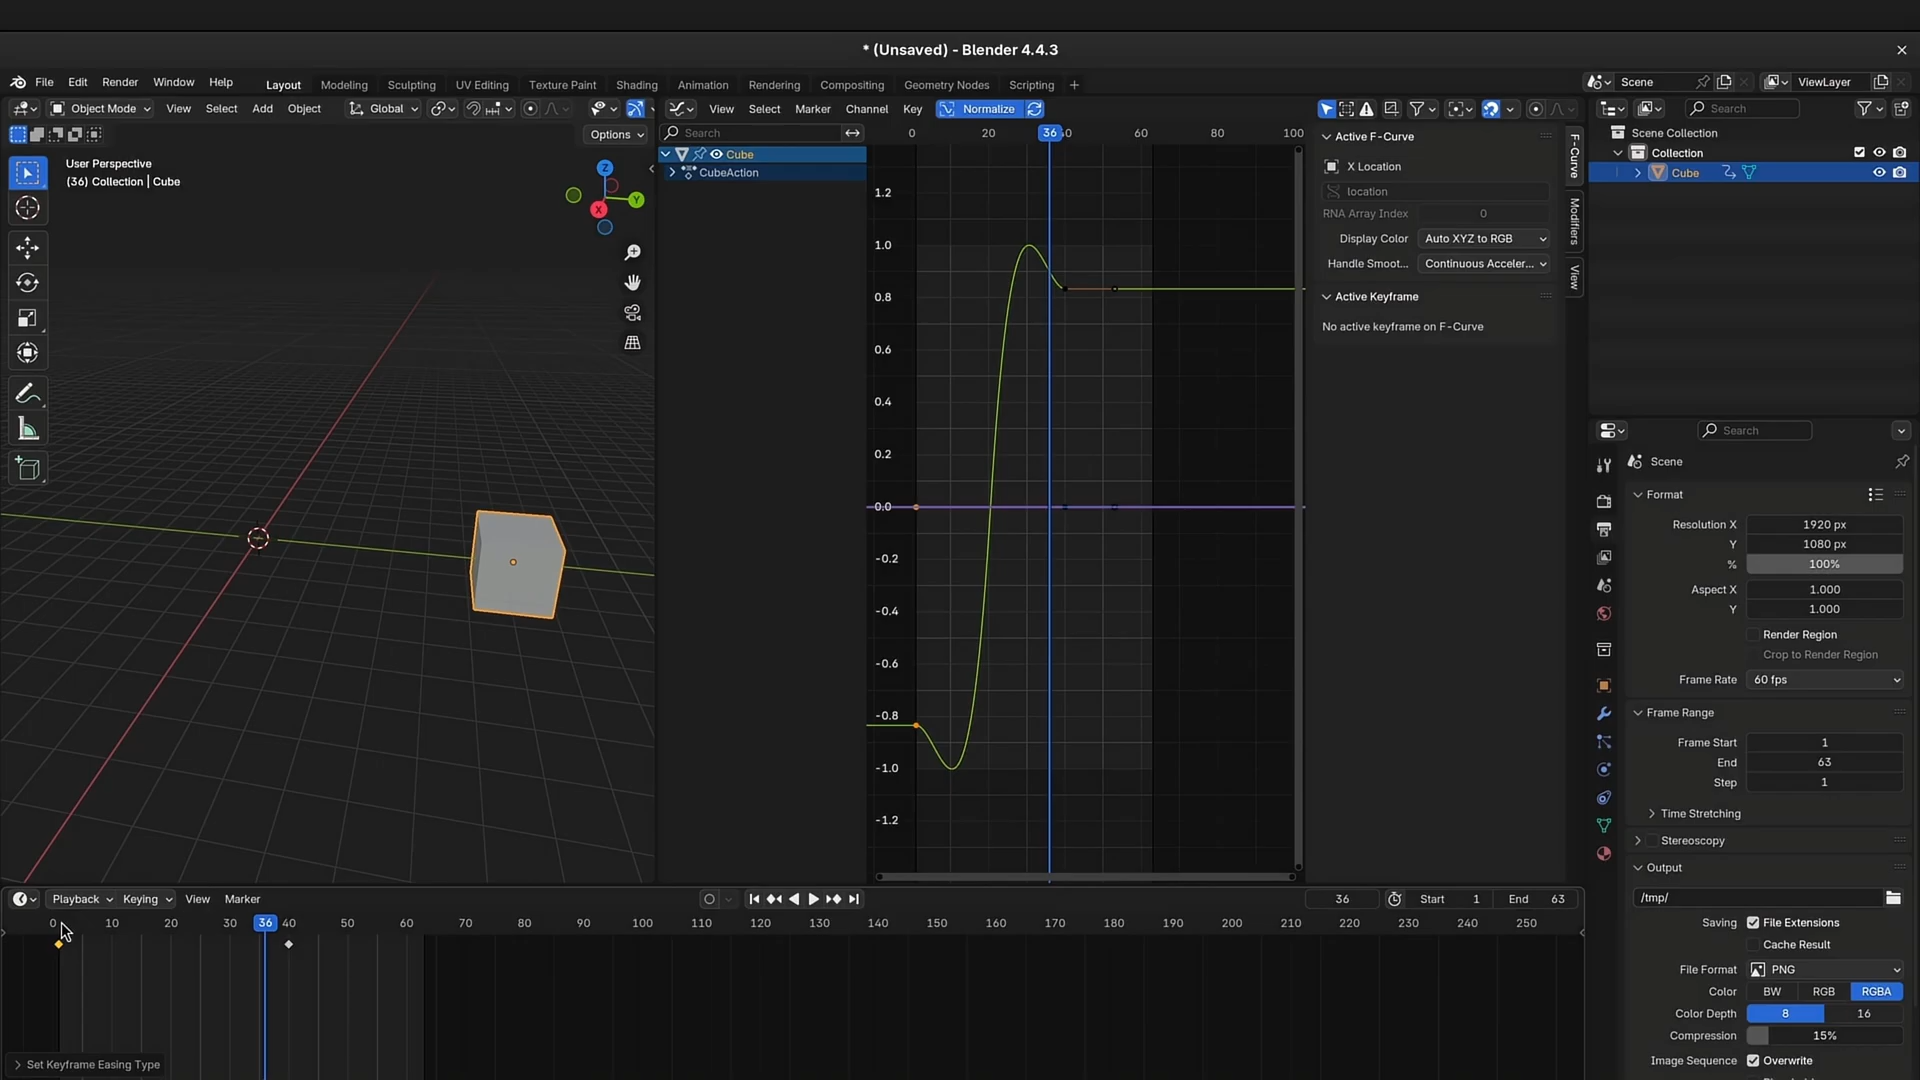 * (Unsaved) - Blender 4.4.3
File Edit Render Window Help Layout Modeling Sculpting UV Editing Texture Paint Shading Animation Rendering Compositing Geometry Nodes Scripting + Scene ViewLayer
Object Mode View Select Add Object Global
View Select Marker Channel Key Normalize
Search
Options
User Perspective
(36) Collection | Cube
Z
Y
X
Search
Cube
CubeAction
0 20 36 40 60 80 100
1.2
1.0
0.8
0.6
0.4
0.2
0.0
-0.2
-0.4
-0.6
-0.8
-1.0
-1.2
Active F-Curve
X Location
location
RNA Array Index 0
Display Color Auto XYZ to RGB
Handle Smoot... Continuous Acceler...
Active Keyframe
No active keyframe on F-Curve
F-Curve
Modifiers
View
Scene Collection
Collection
Cube
Search
Scene
Format
Resolution X 1920 px
Y 1080 px
% 100%
Aspect X 1.000
Y 1.000
Render Region
Crop to Render Region
Frame Rate 60 fps
Frame Range
Frame Start 1
End 63
Step 1
Time Stretching
Stereoscopy
Output
/tmp/
Saving File Extensions
Cache Result
File Format PNG
Color BW RGB RGBA
Color Depth 8 16
Compression 15%
Image Sequence Overwrite
Playback Keying View Marker 36 Start 1 End 63
0 10 20 30 36 40 50 60 70 80 90 100 110 120 130 140 150 160 170 180 190 200 210 220 230 240 250
Set Keyframe Easing Type